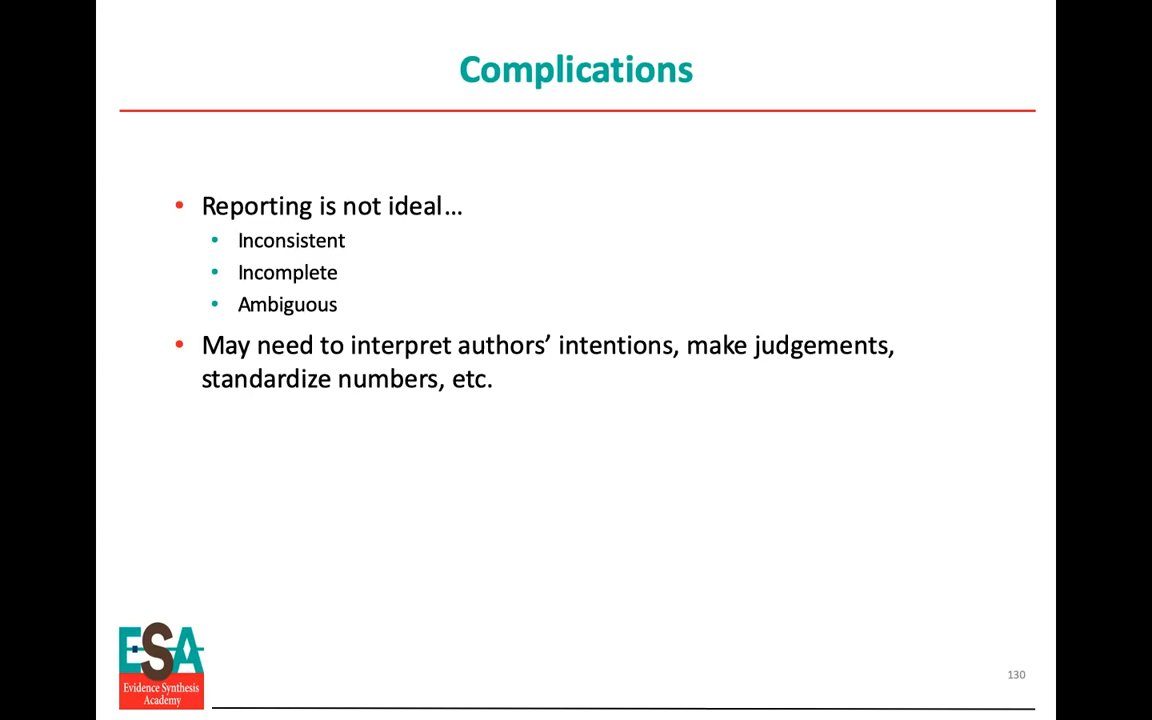 Complications
• Reporting is not ideal…
• Inconsistent
• Incomplete
• Ambiguous
• May need to interpret authors’ intentions, make judgements,
standardize numbers, etc.
ESA
Evidence Synthesis
Academy
130